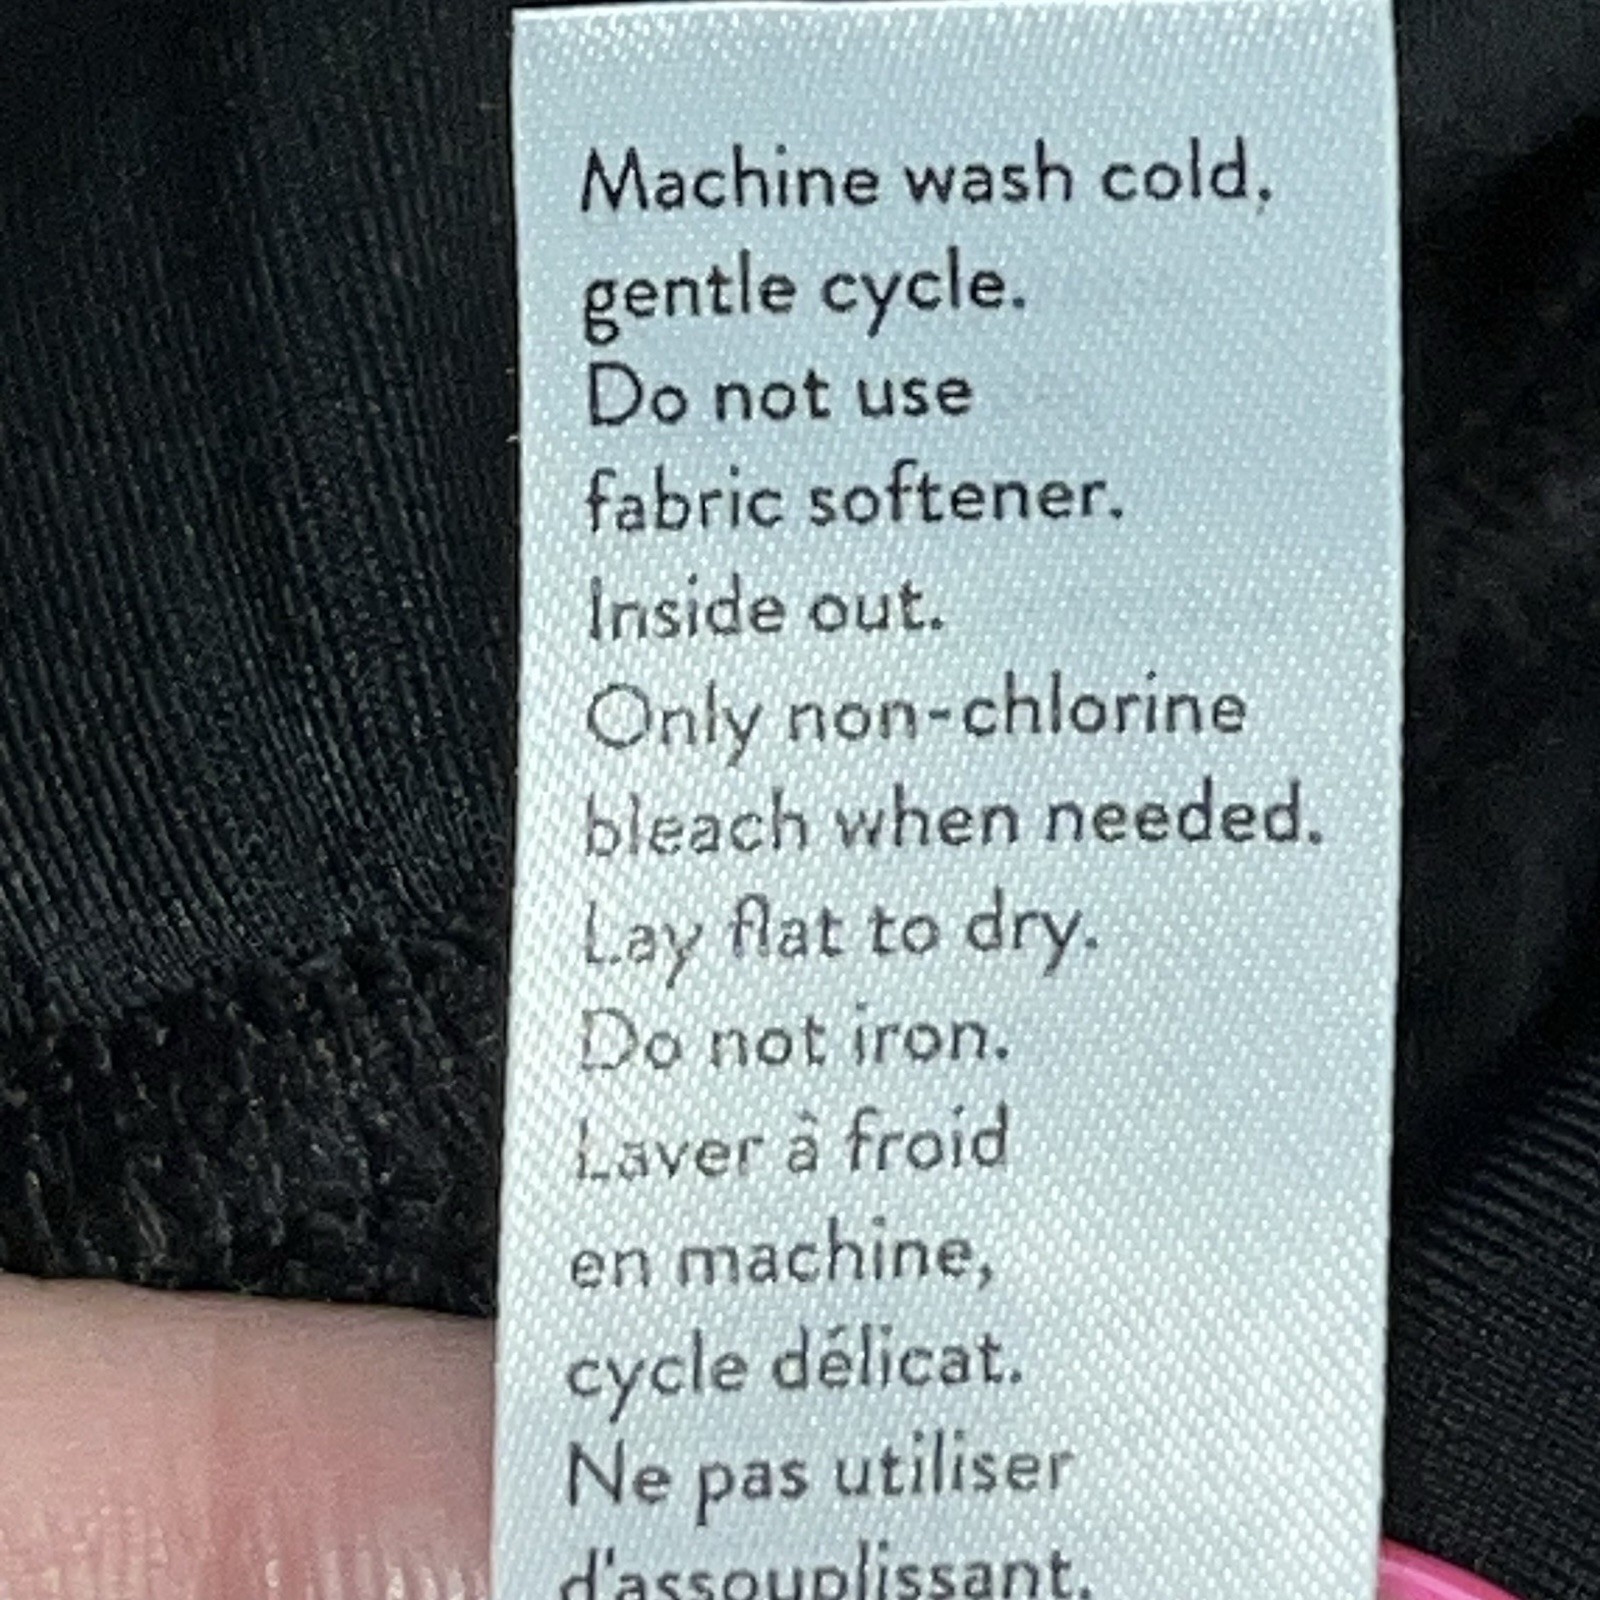 Machine wash cold,
gentle cycle.
Do not use
fabric softener.
Inside out.
Only non-chlorine
bleach when needed.
Lay flat to dry.
Do not iron.
Laver à froid
en machine,
cycle délicat.
Ne pas utiliser
d'assouplissant.